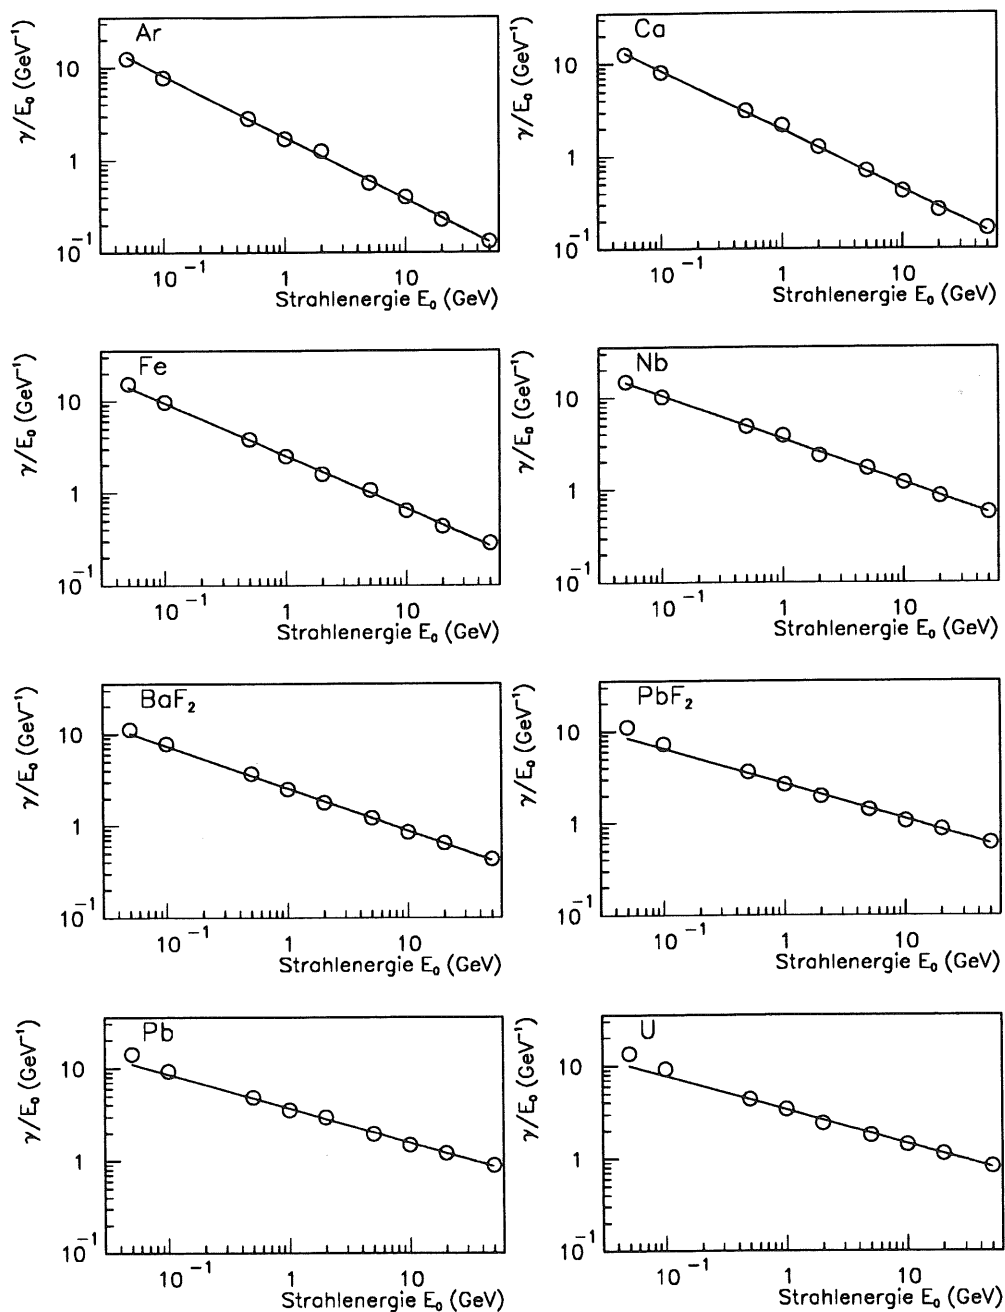 Ar
γ/E₀ (GeV⁻¹)
10
1
10⁻¹
10⁻¹ 1 10
Strahlenergie E₀ (GeV)
Ca
γ/E₀ (GeV⁻¹)
10
1
10⁻¹
10⁻¹ 1 10
Strahlenergie E₀ (GeV)
Fe
γ/E₀ (GeV⁻¹)
10
1
10⁻¹
10⁻¹ 1 10
Strahlenergie E₀ (GeV)
Nb
γ/E₀ (GeV⁻¹)
10
1
10⁻¹
10⁻¹ 1 10
Strahlenergie E₀ (GeV)
BaF₂
γ/E₀ (GeV⁻¹)
10
1
10⁻¹
10⁻¹ 1 10
Strahlenergie E₀ (GeV)
PbF₂
γ/E₀ (GeV⁻¹)
10
1
10⁻¹
10⁻¹ 1 10
Strahlenergie E₀ (GeV)
Pb
γ/E₀ (GeV⁻¹)
10
1
10⁻¹
10⁻¹ 1 10
Strahlenergie E₀ (GeV)
U
γ/E₀ (GeV⁻¹)
10
1
10⁻¹
10⁻¹ 1 10
Strahlenergie E₀ (GeV)